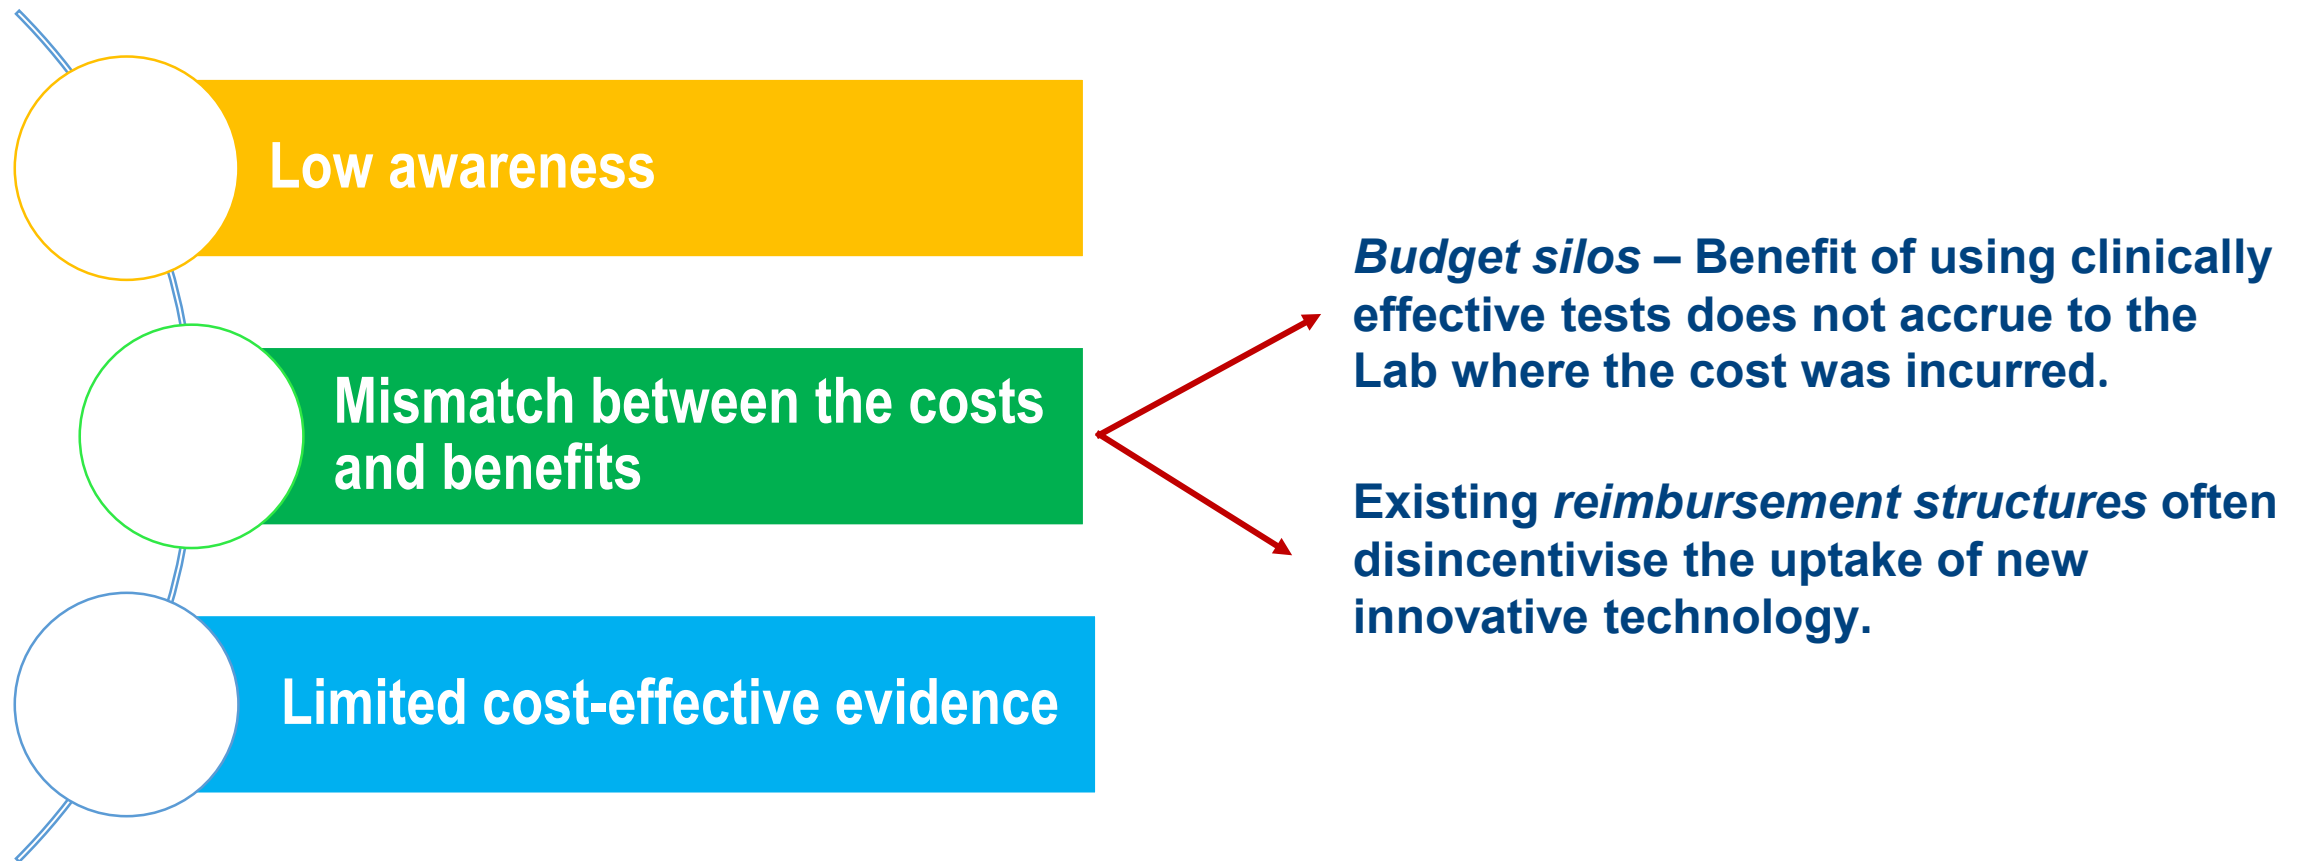 Low awareness
Mismatch between the costs
and benefits
Limited cost-effective evidence
Budget silos – Benefit of using clinically
effective tests does not accrue to the
Lab where the cost was incurred.
Existing reimbursement structures often
disincentivise the uptake of new
innovative technology.